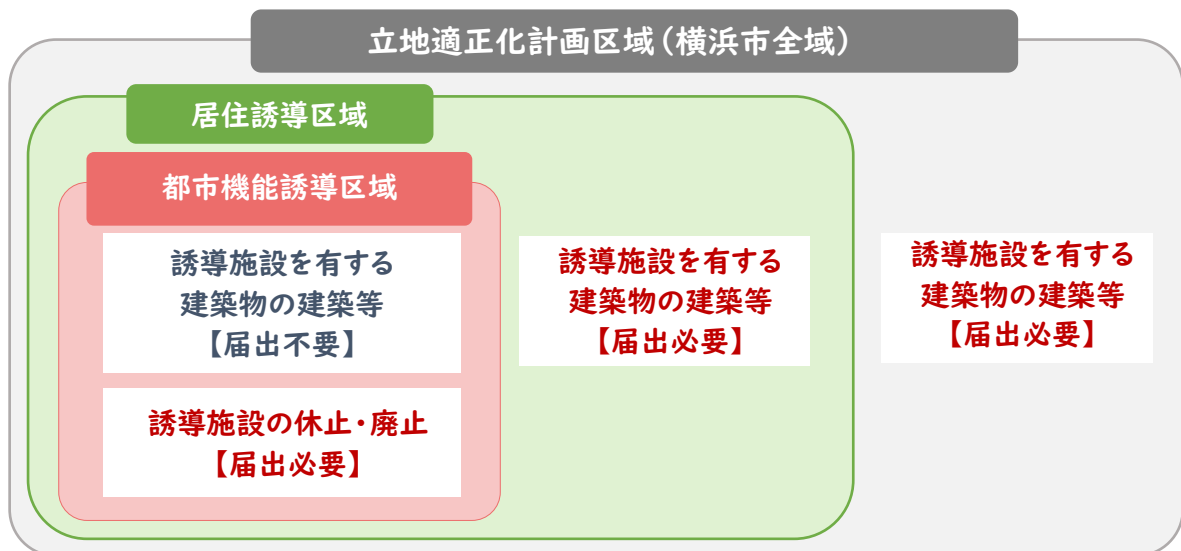 立地適正化計画区域（横浜市全域）
居住誘導区域
都市機能誘導区域
誘導施設を有する
建築物の建築等
【届出不要】
誘導施設の休止・廃止
【届出必要】
誘導施設を有する
建築物の建築等
【届出必要】
誘導施設を有する
建築物の建築等
【届出必要】